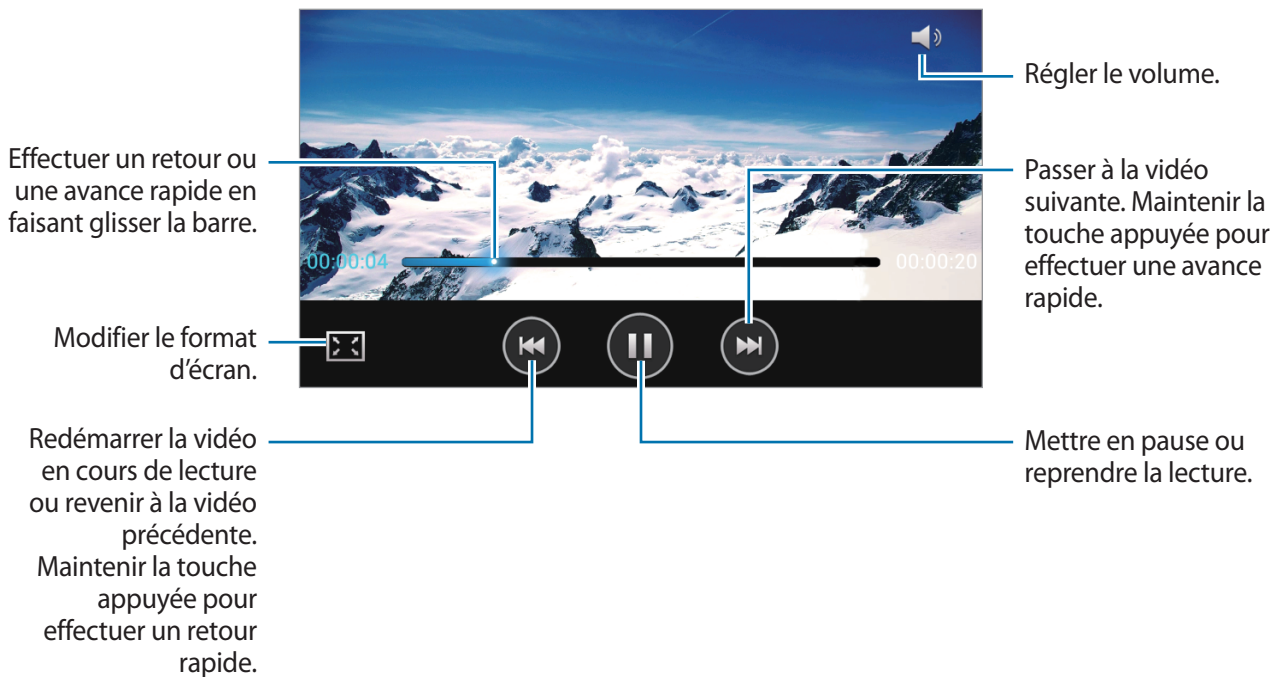 Régler le volume.
Effectuer un retour ou
une avance rapide en
faisant glisser la barre.
Passer à la vidéo
suivante. Maintenir la
touche appuyée pour
effectuer une avance
rapide.
00:00:04
00:00:20
Modifier le format
d’écran.
Redémarrer la vidéo
en cours de lecture
ou revenir à la vidéo
précédente.
Maintenir la touche
appuyée pour
effectuer un retour
rapide.
Mettre en pause ou
reprendre la lecture.